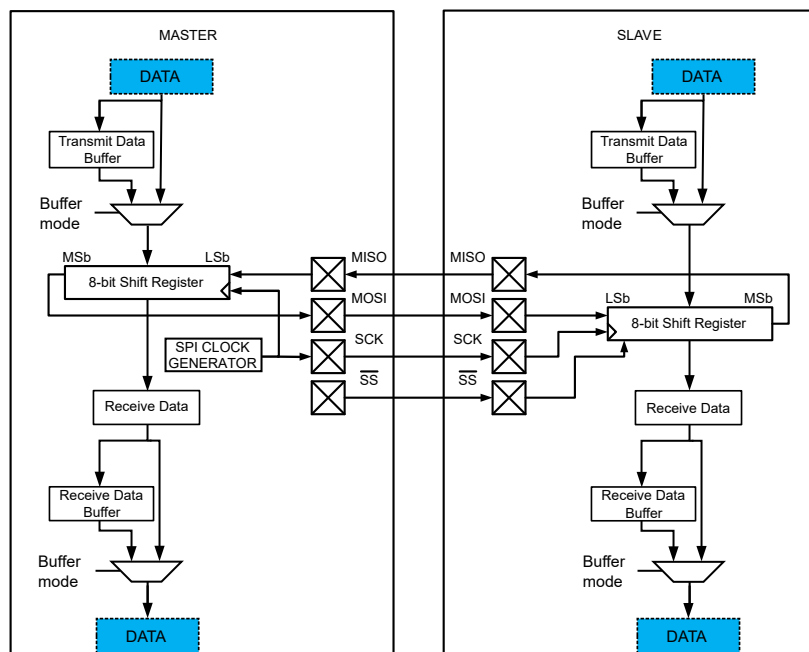 MASTER
DATA
Transmit Data
Buffer
Buffer
mode
MSb
LSb
8-bit Shift Register
SPI CLOCK
GENERATOR
MISO
MOSI
SCK
SS
Receive Data
Receive Data
Buffer
Buffer
mode
DATA
SLAVE
DATA
Transmit Data
Buffer
Buffer
mode
MISO
MOSI
SCK
SS
LSb
MSb
8-bit Shift Register
Receive Data
Receive Data
Buffer
Buffer
mode
DATA